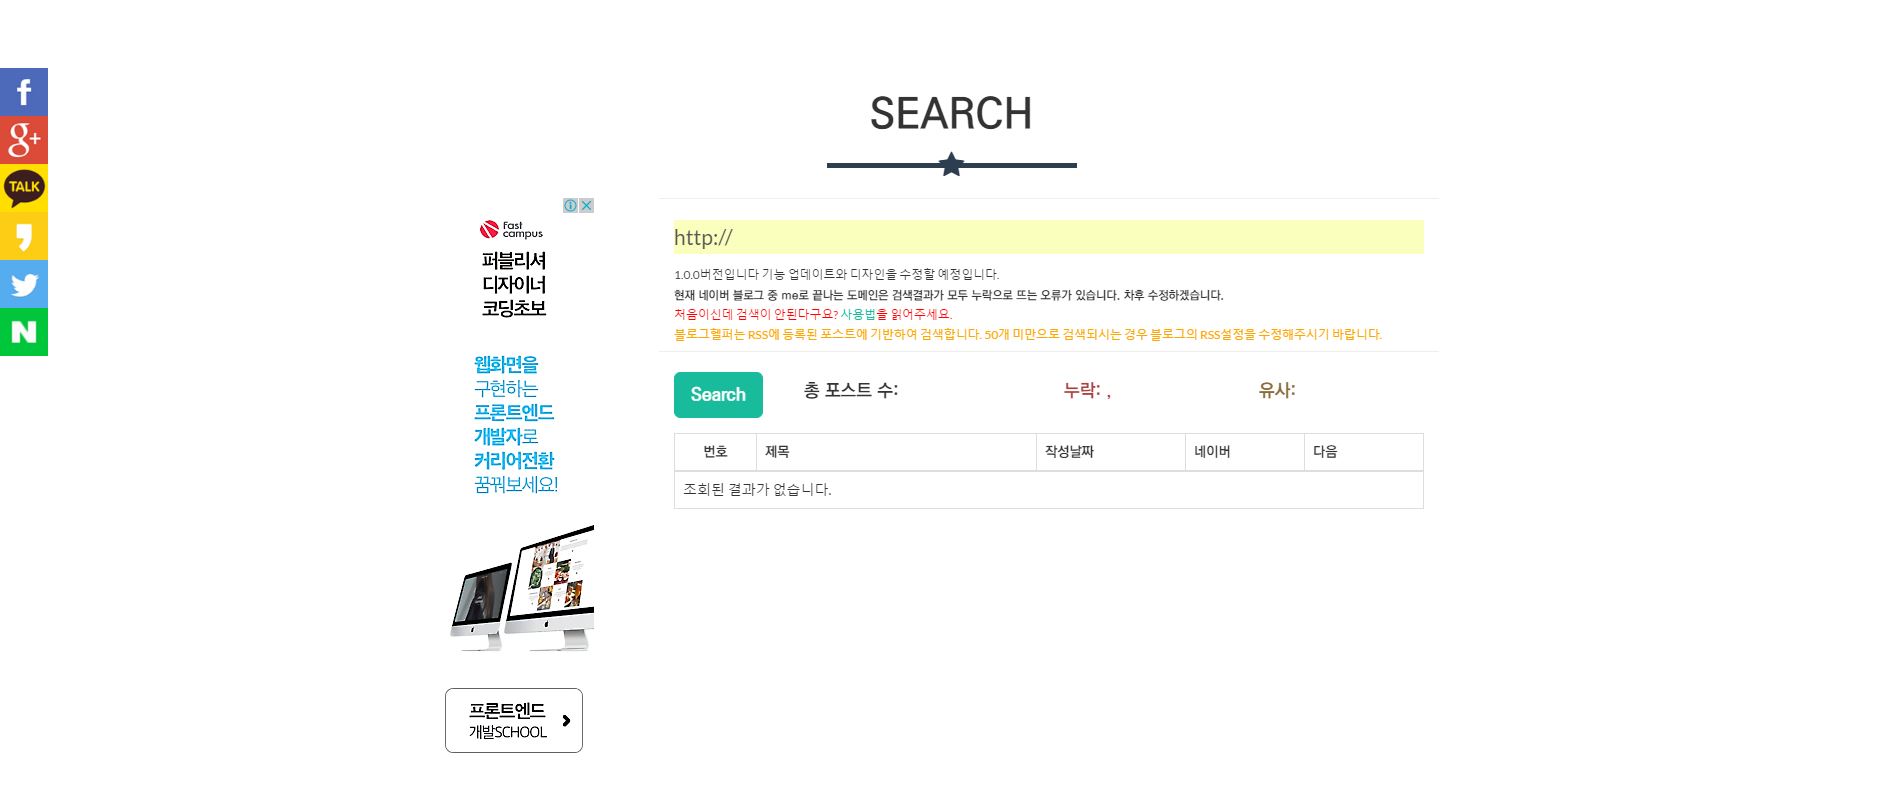 f
g+
TALK
N
SEARCH
Fast
campus
퍼블리셔
디자이너
코딩초보
웹화면을
구현하는
프론트엔드
개발자로
커리어전환
꿈꿔보세요!
프론트엔드
개발SCHOOL
http://
1.0.0버전입니다 기능 업데이트와 디자인을 수정할 예정입니다.
현재 네이버 블로그 중 me로 끝나는 도메인은 검색결과가 모두 누락으로 뜨는 오류가 있습니다. 차후 수정하겠습니다.
처음이신데 검색이 안된다구요? 사용법을 읽어주세요.
블로그헬퍼는 RSS에 등록된 포스트에 기반하여 검색합니다. 50개 미만으로 검색되시는 경우 블로그의 RSS설정을 수정해주시기 바랍니다.
Search 총 포스트 수: 누락: , 유사:
번호 제목 작성날짜 네이버 다음
조회된 결과가 없습니다.